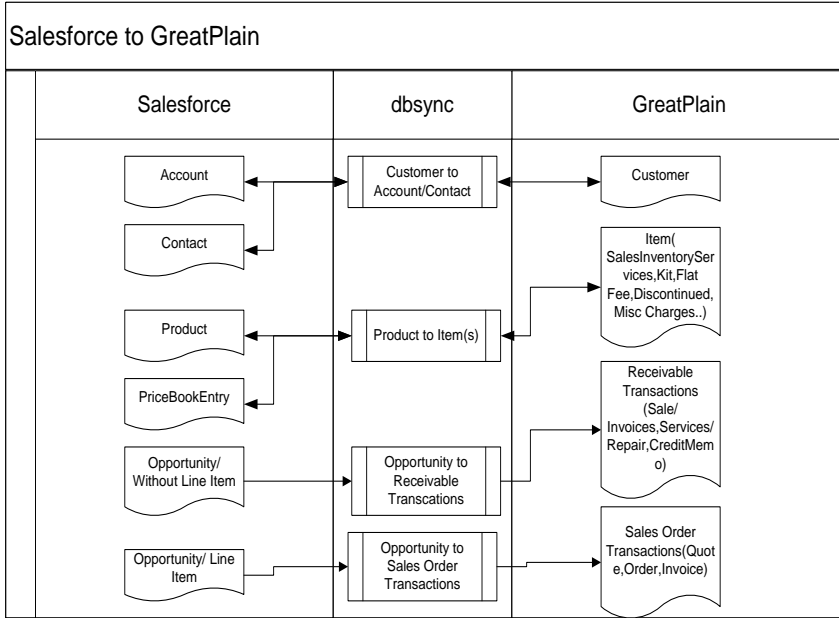 Salesforce to GreatPlain
Salesforce
dbsync
GreatPlain
Account
Customer to
Account/Contact
Customer
Contact
Item(
SalesInventorySer
vices,Kit,Flat
Fee,Discontinued,
Misc Charges..)
Product
Product to Item(s)
PriceBookEntry
Receivable
Transactions
(Sale/
Invoices,Services/
Repair,CreditMem
o)
Opportunity/
Without Line Item
Opportunity to
Receivable
Transcations
Opportunity/ Line
Item
Opportunity to
Sales Order
Transactions
Sales Order
Transactions(Quot
e,Order,Invoice)